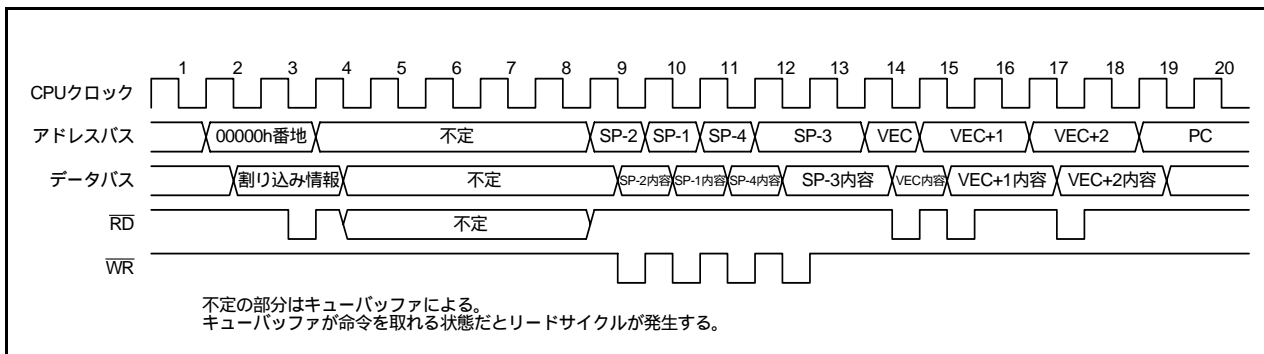 1 2 3 4 5 6 7 8 9 10 11 12 13 14 15 16 17 18 19 20
CPUクロック
アドレスバス 00000h番地 不定 SP-2 SP-1 SP-4 SP-3 VEC VEC+1 VEC+2 PC
データバス 割り込み情報 不定 SP-2内容 SP-1内容 SP-4内容 SP-3内容 VEC内容 VEC+1内容 VEC+2内容
RD 不定
WR
不定の部分はキューバッファによる。
キューバッファが命令を取れる状態だとリードサイクルが発生する。